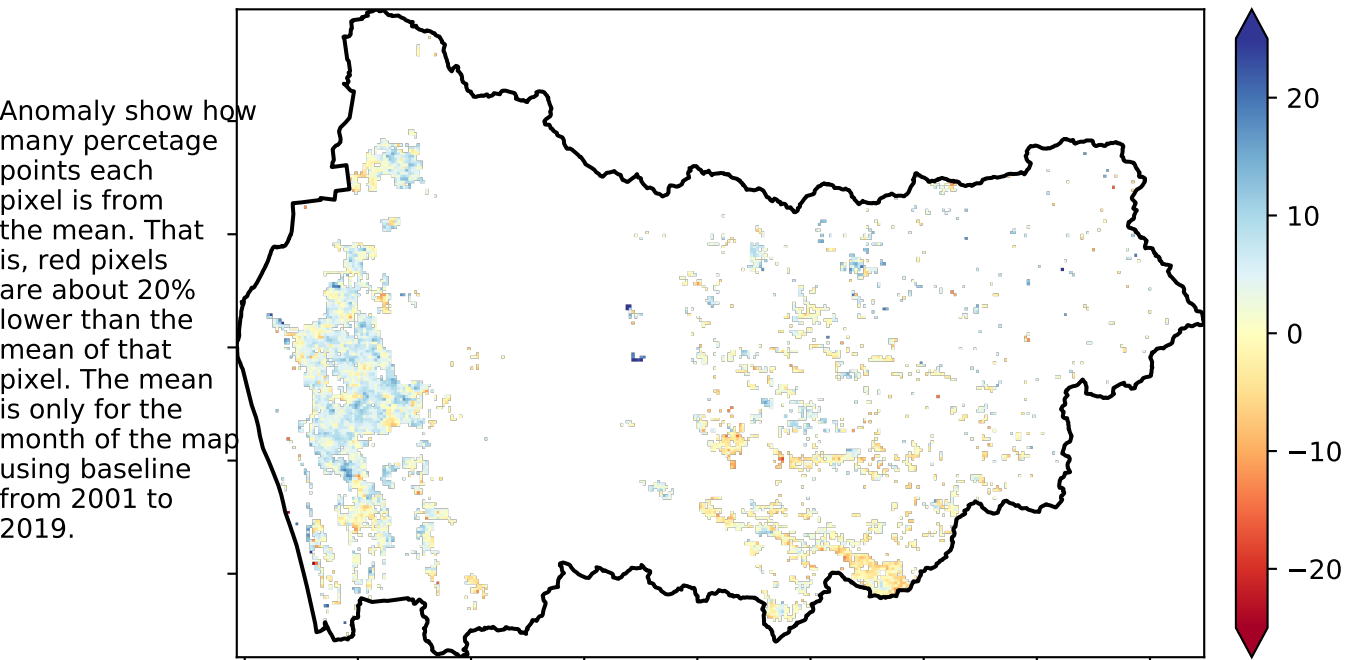 Anomaly show how
many percetage
points each
pixel is from
the mean. That
is, red pixels
are about 20%
lower than the
mean of that
pixel. The mean
is only for the
month of the map
using baseline
from 2001 to
2019.
20
10
0
−10
−20